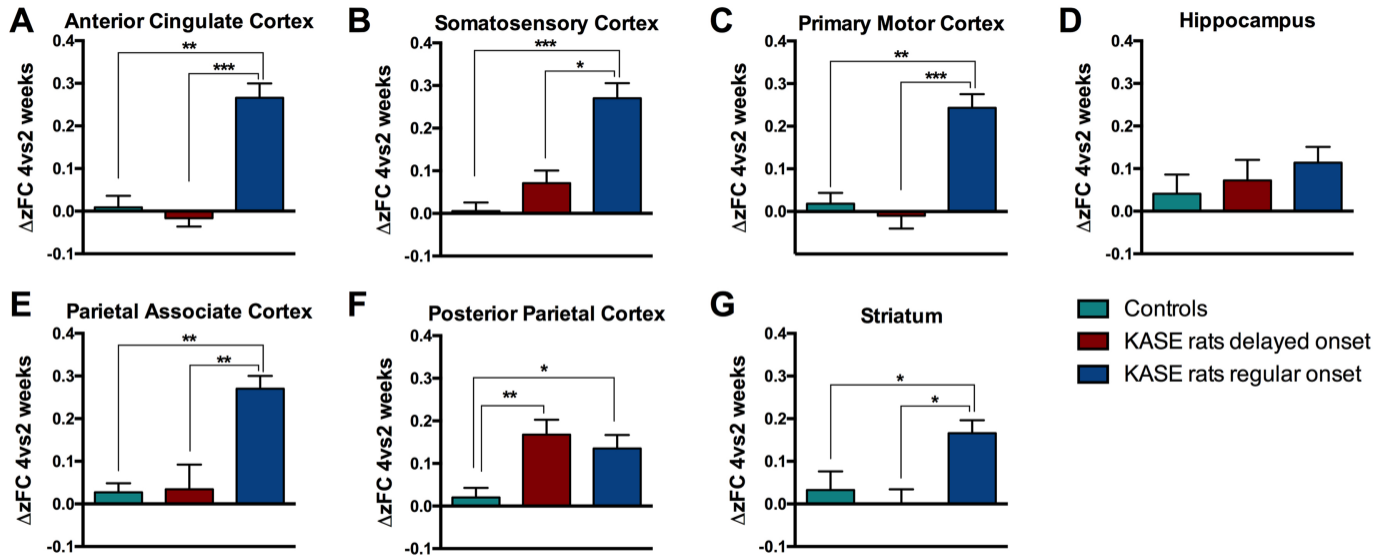 A
Anterior Cingulate Cortex
ΔzFC 4vs2 weeks
0.4
0.3
0.2
0.1
0.0
-0.1
**
***
B
Somatosensory Cortex
ΔzFC 4vs2 weeks
0.4
0.3
0.2
0.1
0.0
-0.1
***
*
C
Primary Motor Cortex
ΔzFC 4vs2 weeks
0.4
0.3
0.2
0.1
0.0
-0.1
**
***
D
Hippocampus
ΔzFC 4vs2 weeks
0.4
0.3
0.2
0.1
0.0
-0.1
E
Parietal Associate Cortex
ΔzFC 4vs2 weeks
0.4
0.3
0.2
0.1
0.0
-0.1
**
**
F
Posterior Parietal Cortex
ΔzFC 4vs2 weeks
0.4
0.3
0.2
0.1
0.0
-0.1
*
**
G
Striatum
ΔzFC 4vs2 weeks
0.4
0.3
0.2
0.1
0.0
-0.1
*
*
Controls
KASE rats delayed onset
KASE rats regular onset